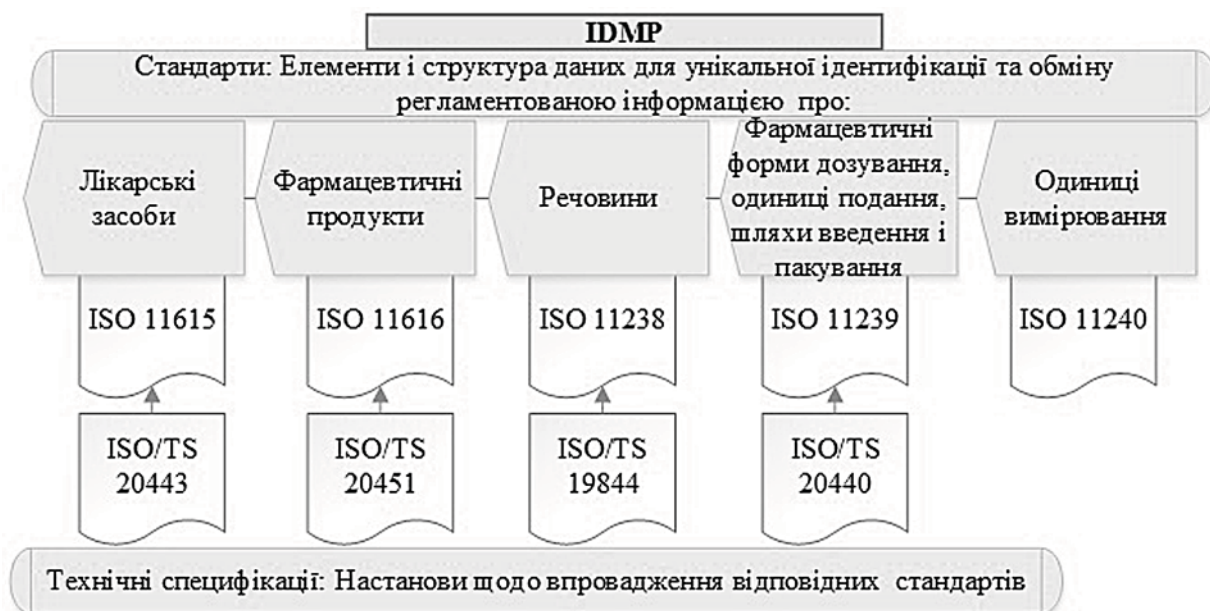 IDMP
Стандарти: Елементи і структура даних для унікальної ідентифікації та обміну
регламентованою інформацією про:
Лікарські
засоби
Фармацевтичні
продукти
Речовини
Фармацевтичні
форми дозування,
одиниці подання,
шляхи введення і
пакування
Одиниці
вимірювання
ISO 11615
ISO 11616
ISO 11238
ISO 11239
ISO 11240
ISO/TS
20443
ISO/TS
20451
ISO/TS
19844
ISO/TS
20440
Технічні специфікації: Настанови щодо впровадження відповідних стандартів